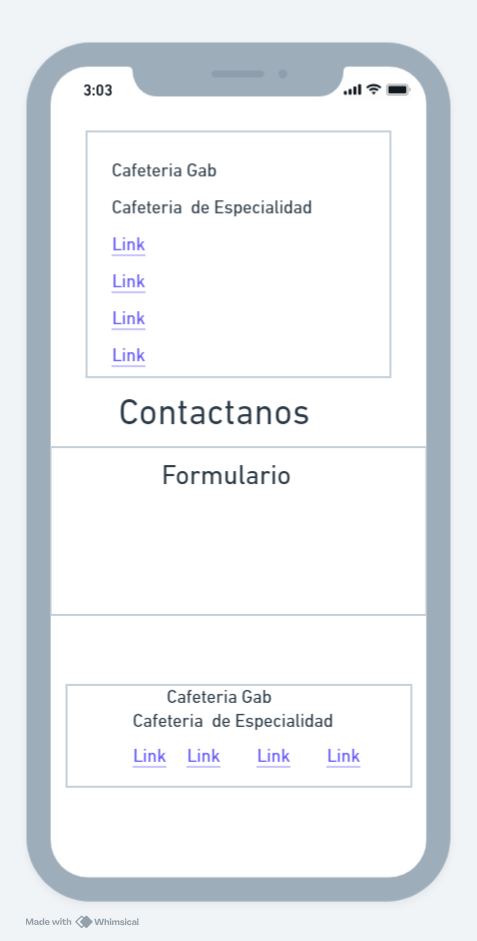 3:03
Cafeteria Gab
Cafeteria de Especialidad
Link
Link
Link
Link
Contactanos
Formulario
Cafeteria Gab
Cafeteria de Especialidad
Link Link Link Link
Made with Whimsical